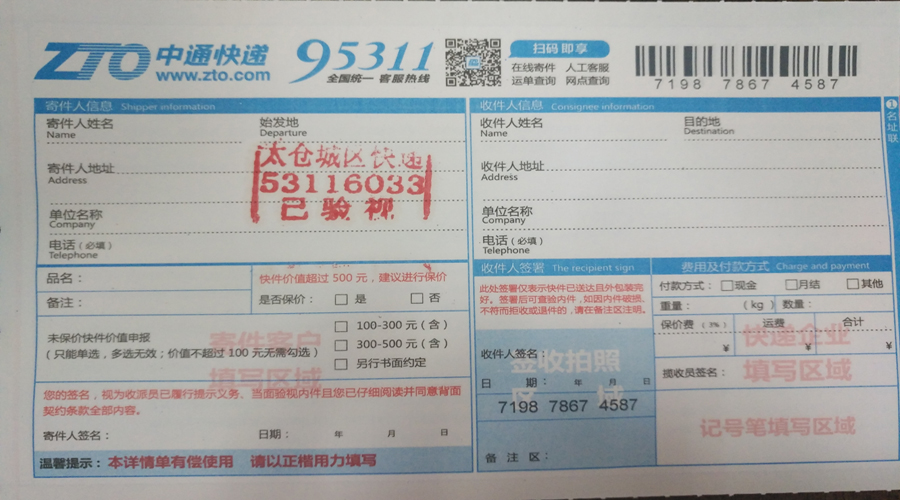 ZTO 中通快递
www.zto.com
95311
全国统一 客服热线
扫码 即享
在线寄件 人工客服
运单查询 网点查询
7198 7867 4587
寄件人信息 Shipper information
寄件人姓名
Name
始发地
Departure
寄件人地址
Address
太仓城区快递
53116033
已验视
单位名称
Company
电话（必填）
Telephone
收件人信息 Consignee information
收件人姓名
Name
目的地
Destination
收件人地址
Address
单位名称
Company
电话（必填）
Telephone
①名址联
品名：
备注：
快件价值超过 500 元，建议进行保价
是否保价： 是 否
未保价快件价值申报
（只能单选，多选无效；价值不超过 100 元无需勾选）
100-300 元（含）
300-500 元（含）
另行书面约定
寄件客户
填写区域
您的签名，视为收派员已履行提示义务、当面验视内件且您已仔细阅读并同意背面
契约条款全部内容。
寄件人签名： 日期： 年 月 日
温馨提示：本详情单有偿使用 请以正楷用力填写
收件人签署 The recipient sign
此处签署仅表示快件已送达且外包装完
好。签署后可查验内件，如因内件破损、
不符而拒收或退件的，请在备注区注明。
收件人签名：
签收拍照
区域
日 期： 年 月 日
7198 7867 4587
备 注 区：
费用及付款方式 Charge and payment
付款方式： 现金 月结 其他
重量： （kg） 数量：
保价费（3%） 运费 合计
¥ ¥ ¥
揽收员签名：
快递企业
填写区域
记号笔填写区域